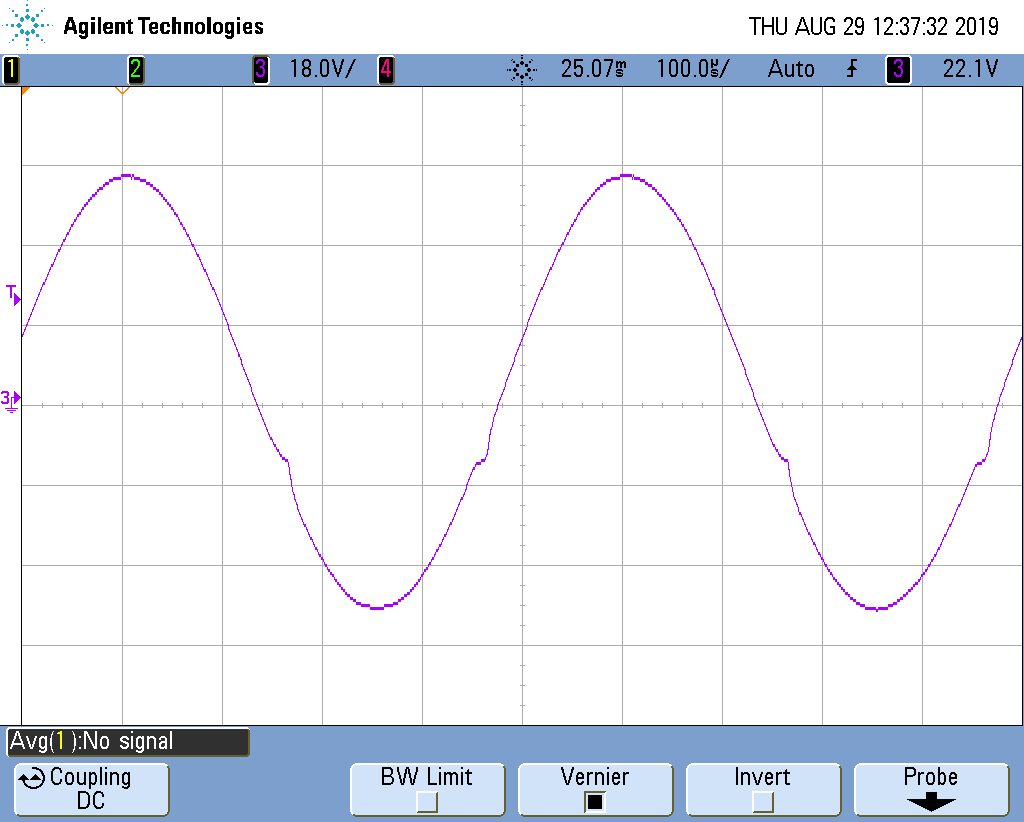 Agilent Technologies THU AUG 29 12:37:32 2019
1 2 3 18.0V/ 4 25.07ms 100.0us/ Auto 3 22.1V
T
3
Avg(1):No signal
Coupling BW Limit Vernier Invert Probe
DC